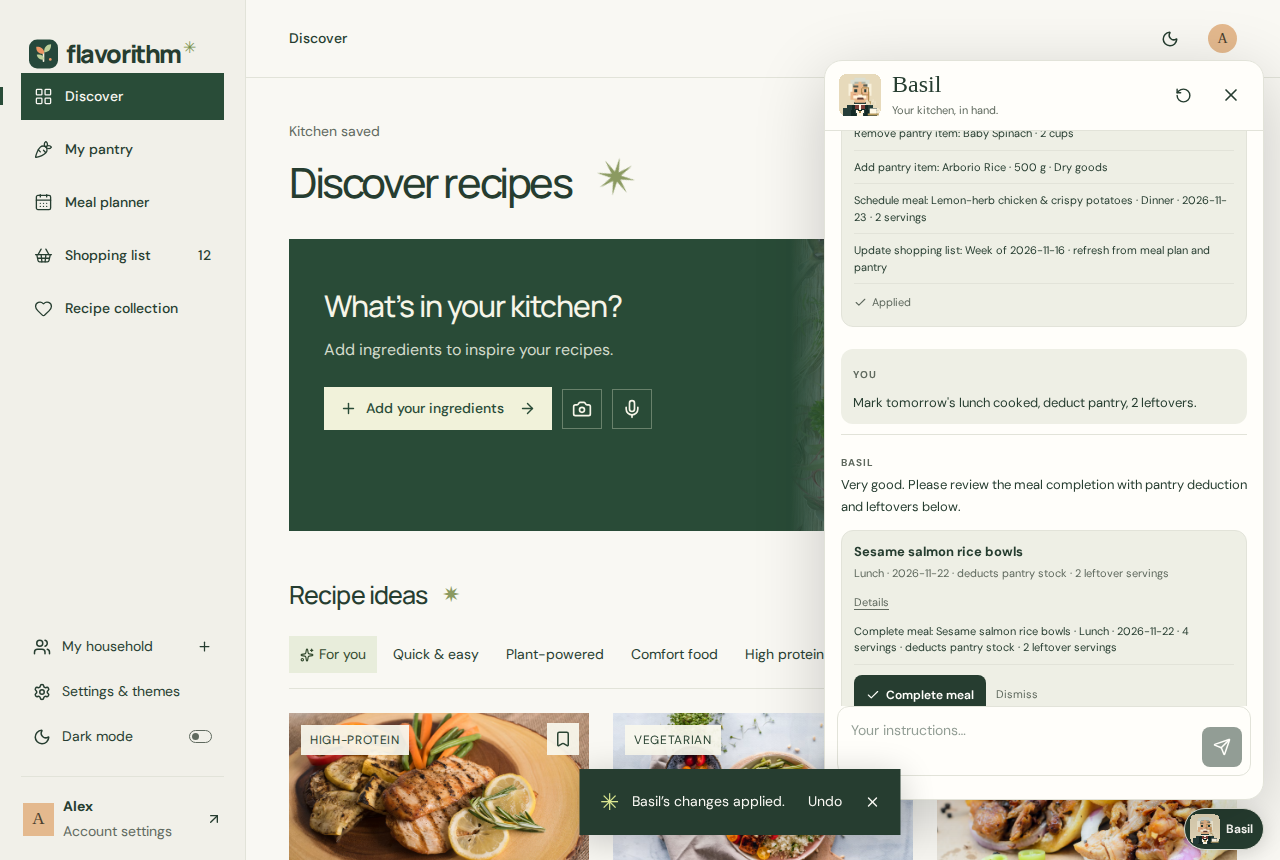 flavorithm
Discover
My pantry
Meal planner
Shopping list 12
Recipe collection
My household
Settings & themes
Dark mode
A
Alex
Account settings
Discover
A
Kitchen saved
Discover recipes
What's in your kitchen?
Add ingredients to inspire your recipes.
Add your ingredients
Recipe ideas
For you
Quick & easy
Plant-powered
Comfort food
High protein
HIGH-PROTEIN
VEGETARIAN
Basil
Your kitchen, in hand.
Remove pantry item: Baby Spinach · 2 cups
Add pantry item: Arborio Rice · 500 g · Dry goods
Schedule meal: Lemon-herb chicken & crispy potatoes · Dinner · 2026-11-
23 · 2 servings
Update shopping list: Week of 2026-11-16 · refresh from meal plan and
pantry
Applied
YOU
Mark tomorrow's lunch cooked, deduct pantry, 2 leftovers.
BASIL
Very good. Please review the meal completion with pantry deduction
and leftovers below.
Sesame salmon rice bowls
Lunch · 2026-11-22 · deducts pantry stock · 2 leftover servings
Details
Complete meal: Sesame salmon rice bowls · Lunch · 2026-11-22 · 4
servings · deducts pantry stock · 2 leftover servings
Complete meal
Dismiss
Your instructions...
Basil's changes applied.
Undo
Basil